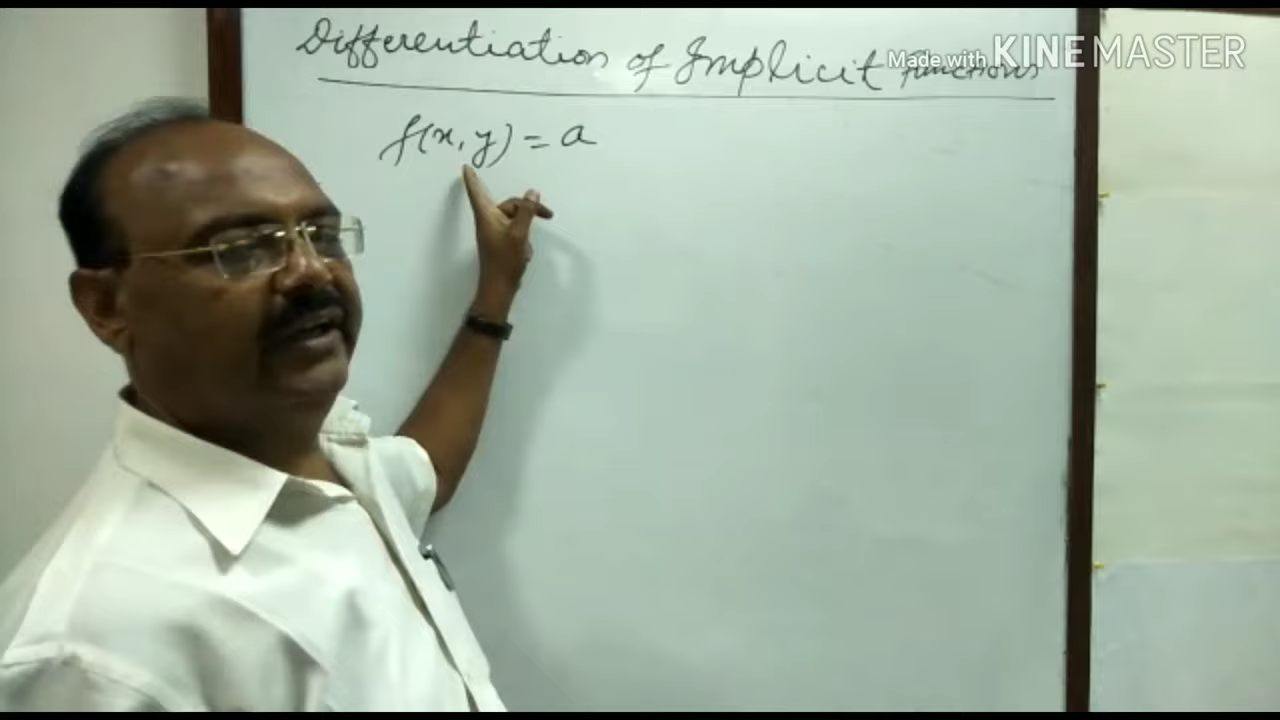 Differentiation of Implicit Functions
Made with KINEMASTER
f(x, y) = a